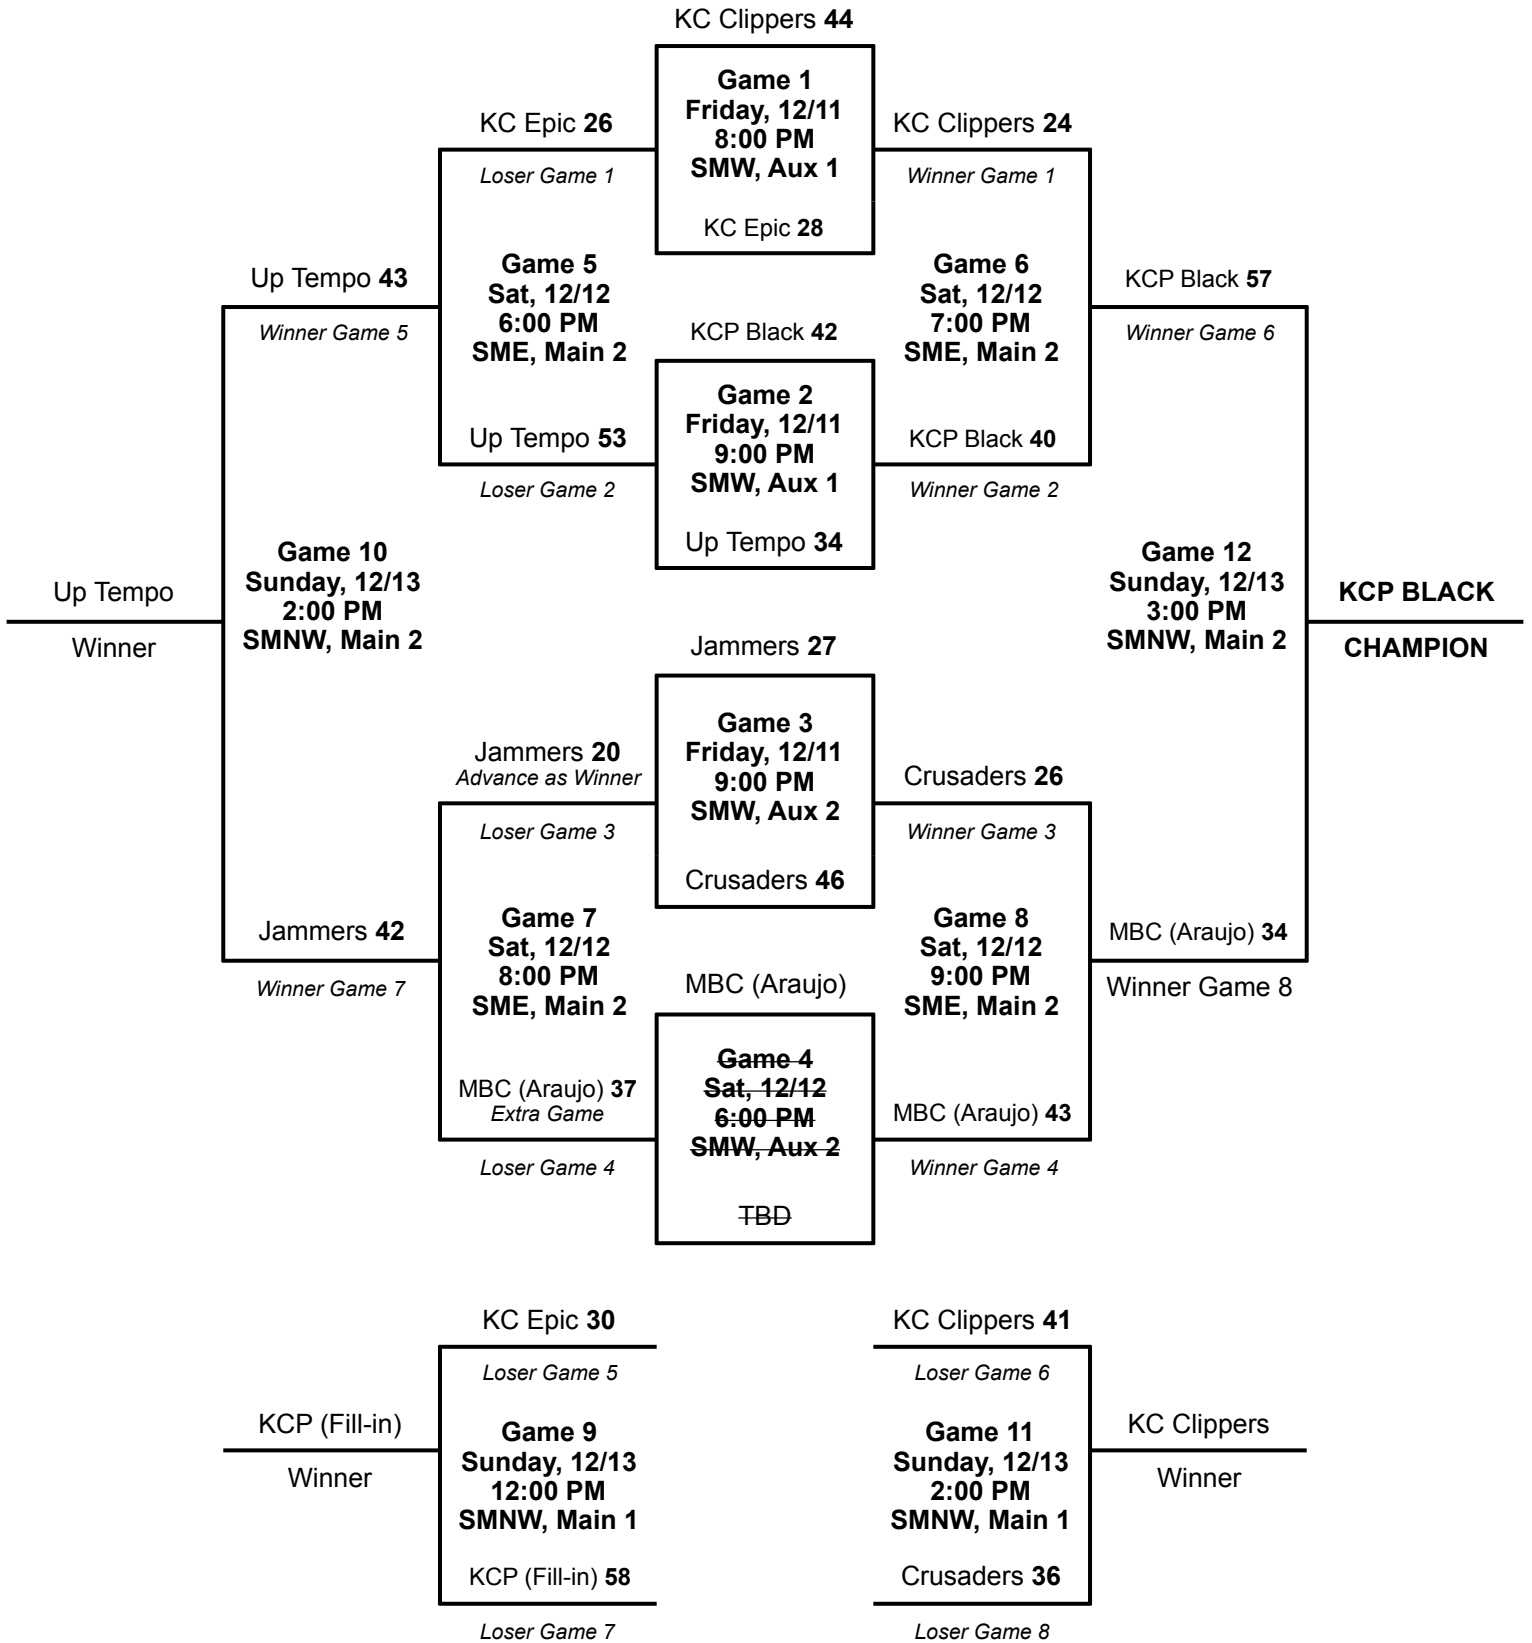 KC Clippers 44
Game 1
Friday, 12/11
8:00 PM
SMW, Aux 1
KC Epic 28
KC Epic 26
Loser Game 1
KC Clippers 24
Winner Game 1
Game 5
Sat, 12/12
6:00 PM
SME, Main 2
Game 6
Sat, 12/12
7:00 PM
SME, Main 2
Up Tempo 43
Winner Game 5
KCP Black 57
Winner Game 6
KCP Black 42
Game 2
Friday, 12/11
9:00 PM
SMW, Aux 1
Up Tempo 34
Up Tempo 53
Loser Game 2
KCP Black 40
Winner Game 2
Game 10
Sunday, 12/13
2:00 PM
SMNW, Main 2
Up Tempo
Winner
Game 12
Sunday, 12/13
3:00 PM
SMNW, Main 2
KCP BLACK
CHAMPION
Jammers 27
Game 3
Friday, 12/11
9:00 PM
SMW, Aux 2
Crusaders 46
Jammers 20
Advance as Winner
Loser Game 3
Crusaders 26
Winner Game 3
Game 7
Sat, 12/12
8:00 PM
SME, Main 2
Game 8
Sat, 12/12
9:00 PM
SME, Main 2
Jammers 42
Winner Game 7
MBC (Araujo) 34
Winner Game 8
MBC (Araujo)
Game 4
Sat, 12/12
6:00 PM
SMW, Aux 2
TBD
MBC (Araujo) 37
Extra Game
Loser Game 4
MBC (Araujo) 43
Winner Game 4
KC Epic 30
Loser Game 5
Game 9
Sunday, 12/13
12:00 PM
SMNW, Main 1
KCP (Fill-in) 58
Loser Game 7
KCP (Fill-in)
Winner
KC Clippers 41
Loser Game 6
Game 11
Sunday, 12/13
2:00 PM
SMNW, Main 1
Crusaders 36
Loser Game 8
KC Clippers
Winner